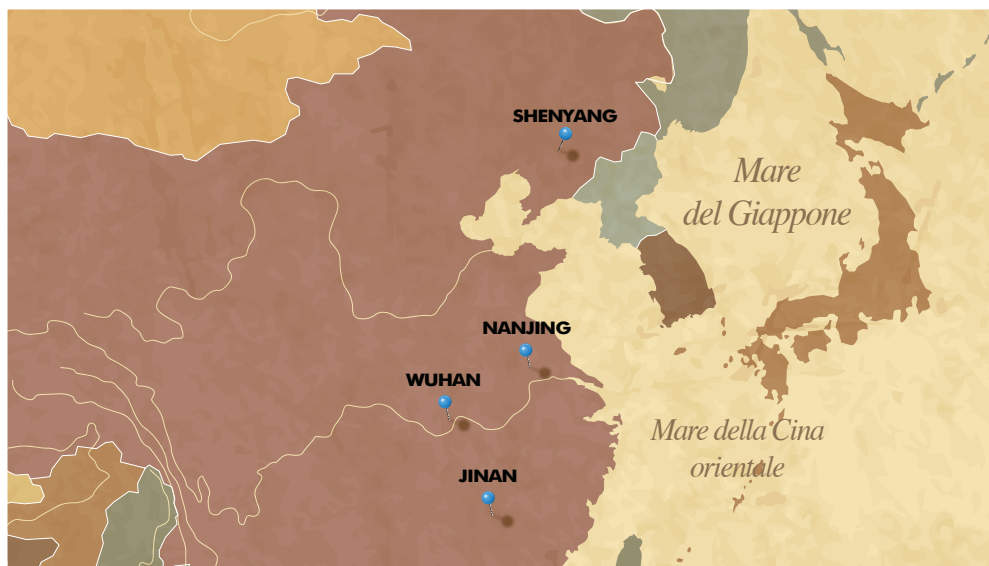 SHENYANG
Mare
del Giappone
NANJING
WUHAN
Mare della Cina
orientale
JINAN